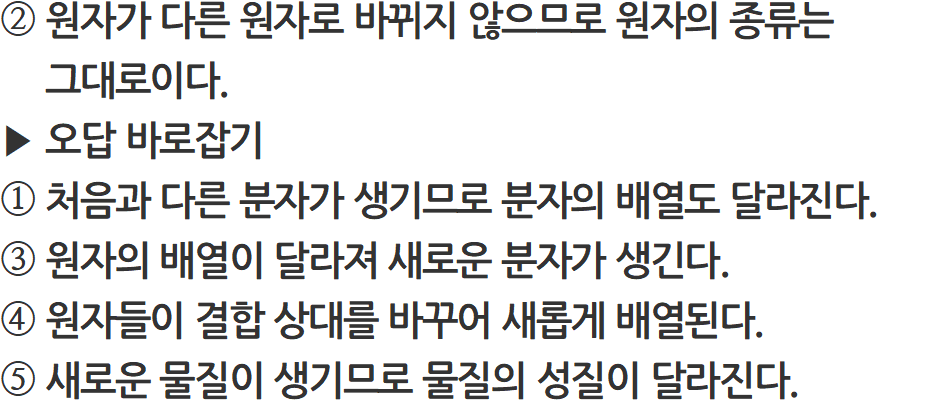 ② 원자가 다른 원자로 바뀌지 않으므로 원자의 종류는
그대로이다.
▶ 오답 바로잡기
① 처음과 다른 분자가 생기므로 분자의 배열도 달라진다.
③ 원자의 배열이 달라져 새로운 분자가 생긴다.
④ 원자들이 결합 상대를 바꾸어 새롭게 배열된다.
⑤ 새로운 물질이 생기므로 물질의 성질이 달라진다.